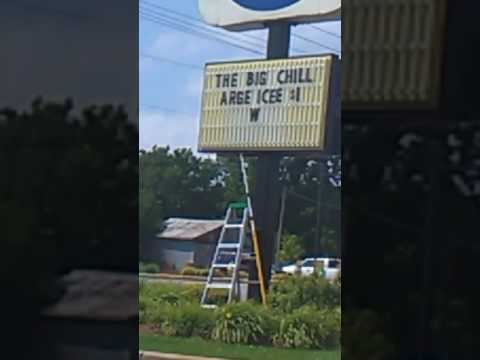 THE BIG CHILL
ARGE ICEE $1
W